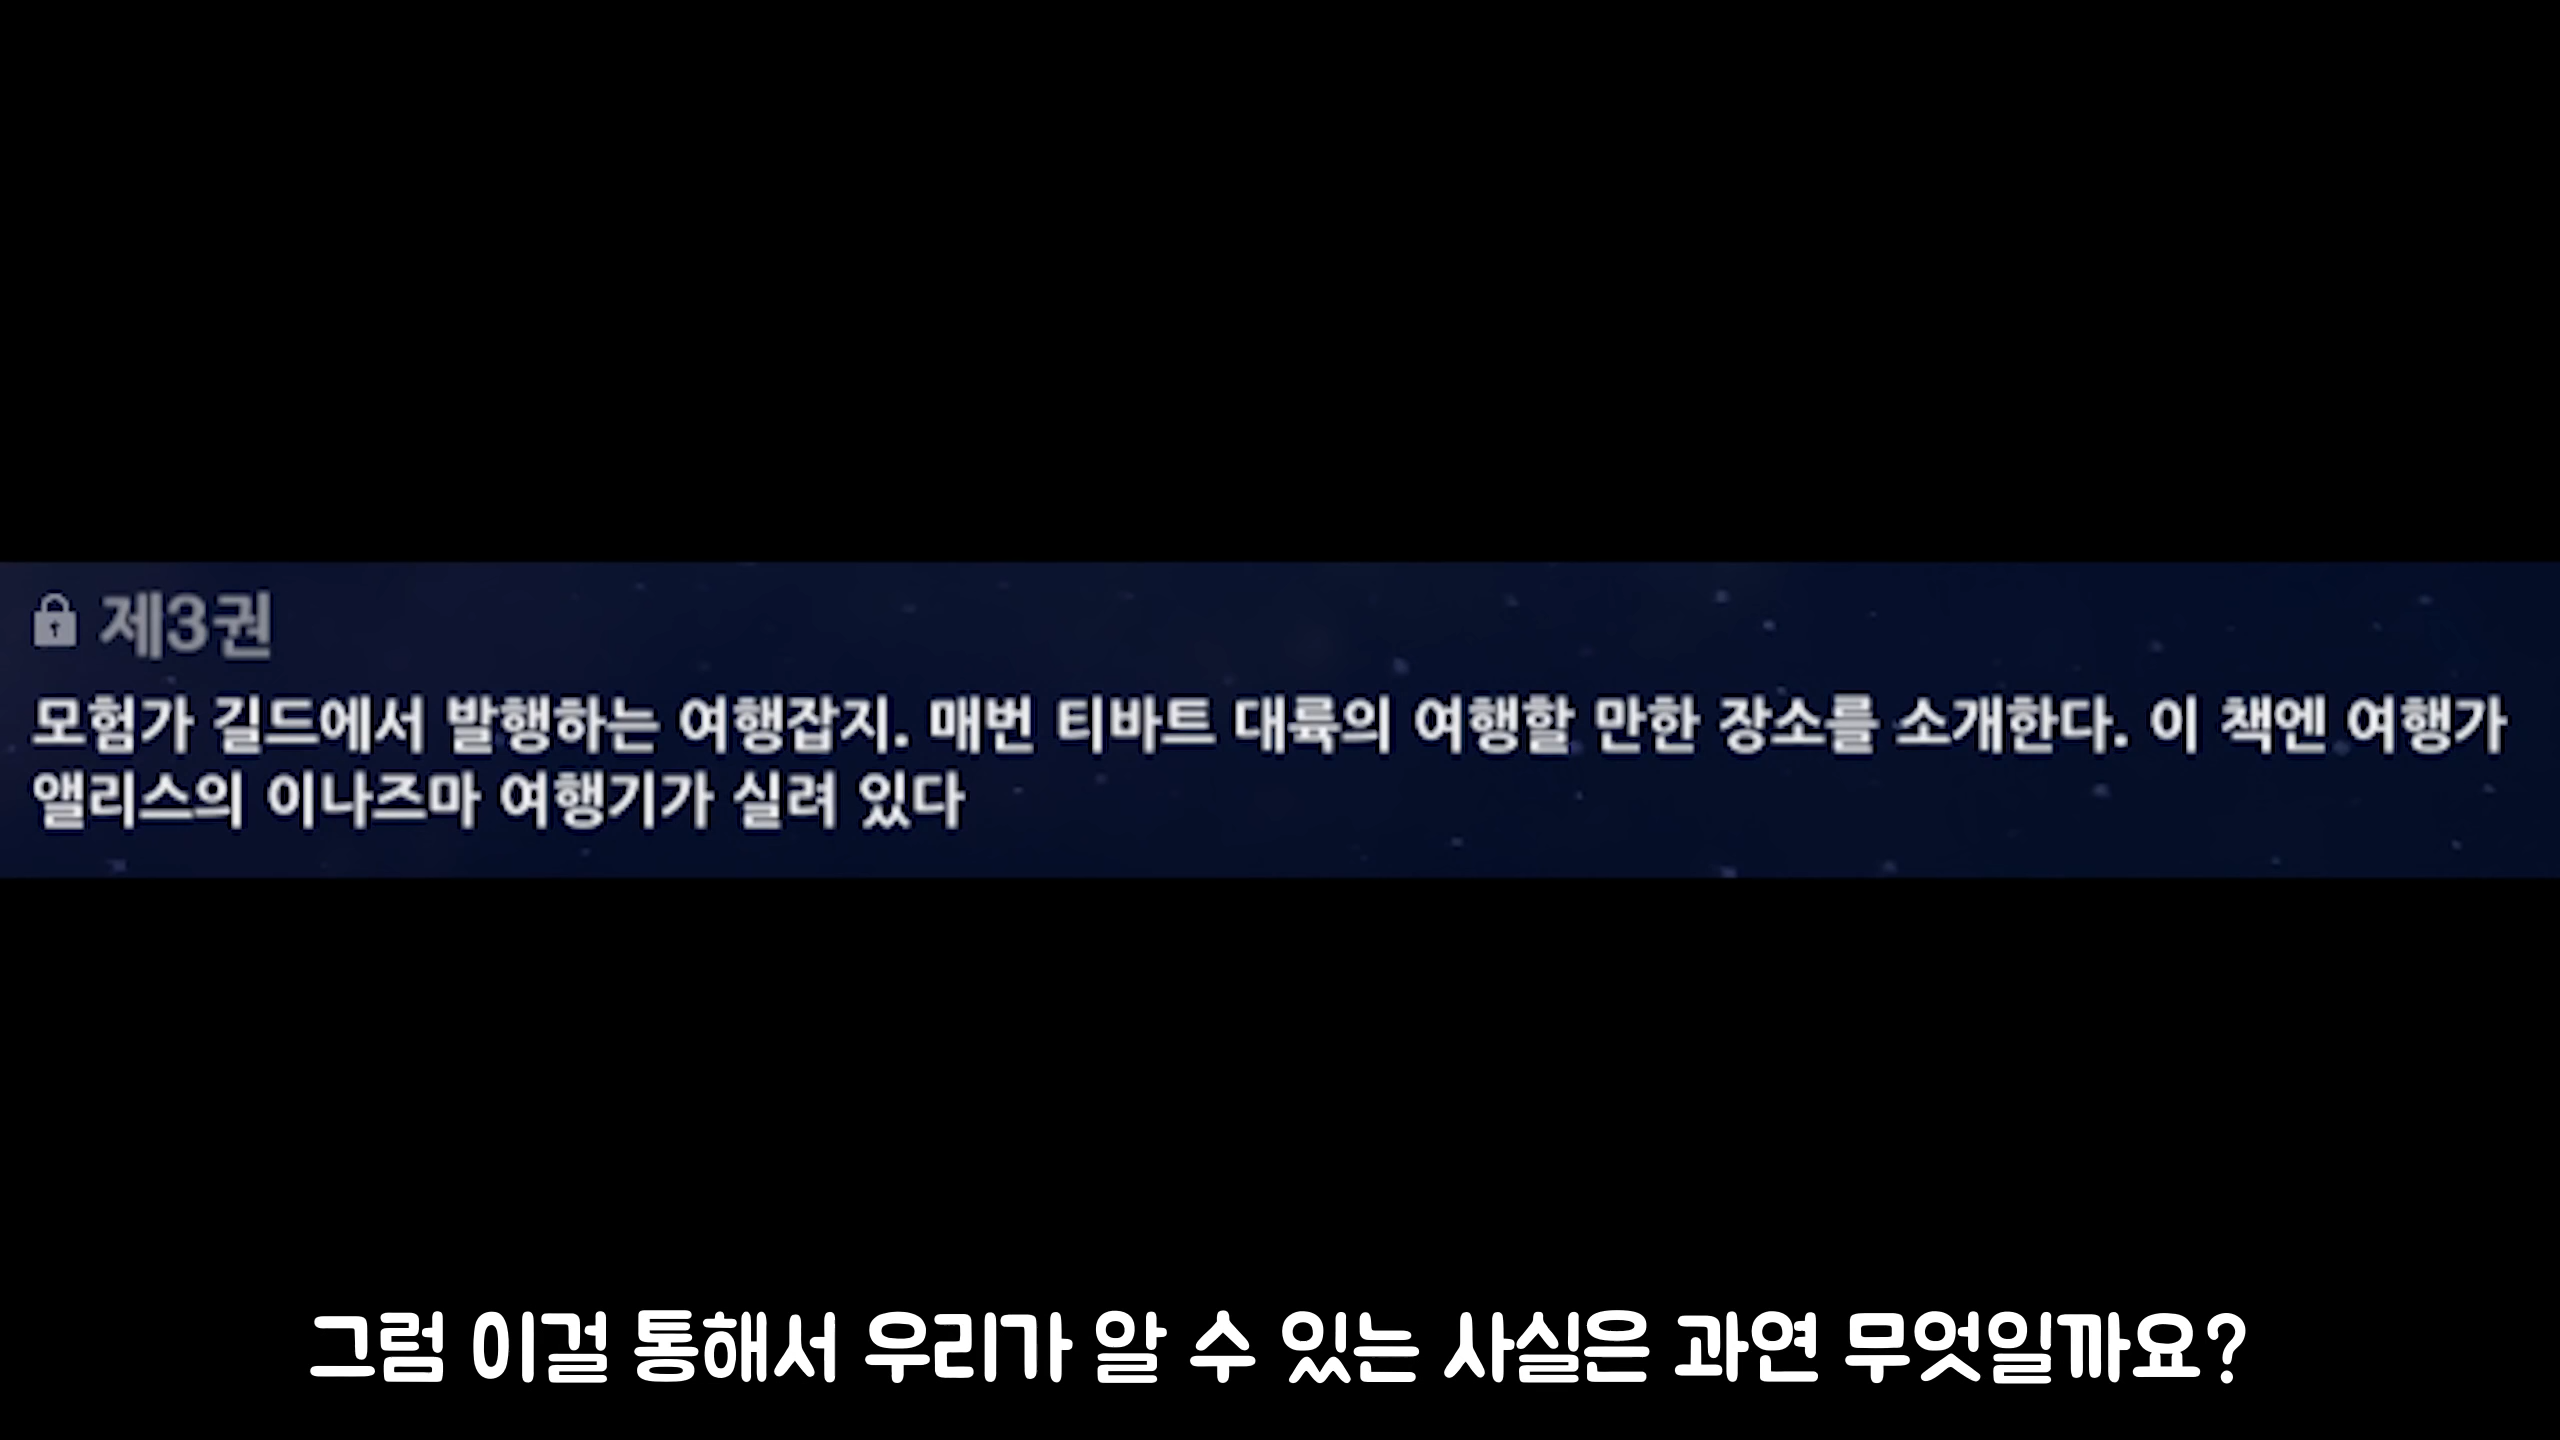 제3권
모험가 길드에서 발행하는 여행잡지. 매번 티바트 대륙의 여행할 만한 장소를 소개한다. 이 책엔 여행가
앨리스의 이나즈마 여행기가 실려 있다
그럼 이걸 통해서 우리가 알 수 있는 사실은 과연 무엇일까요?